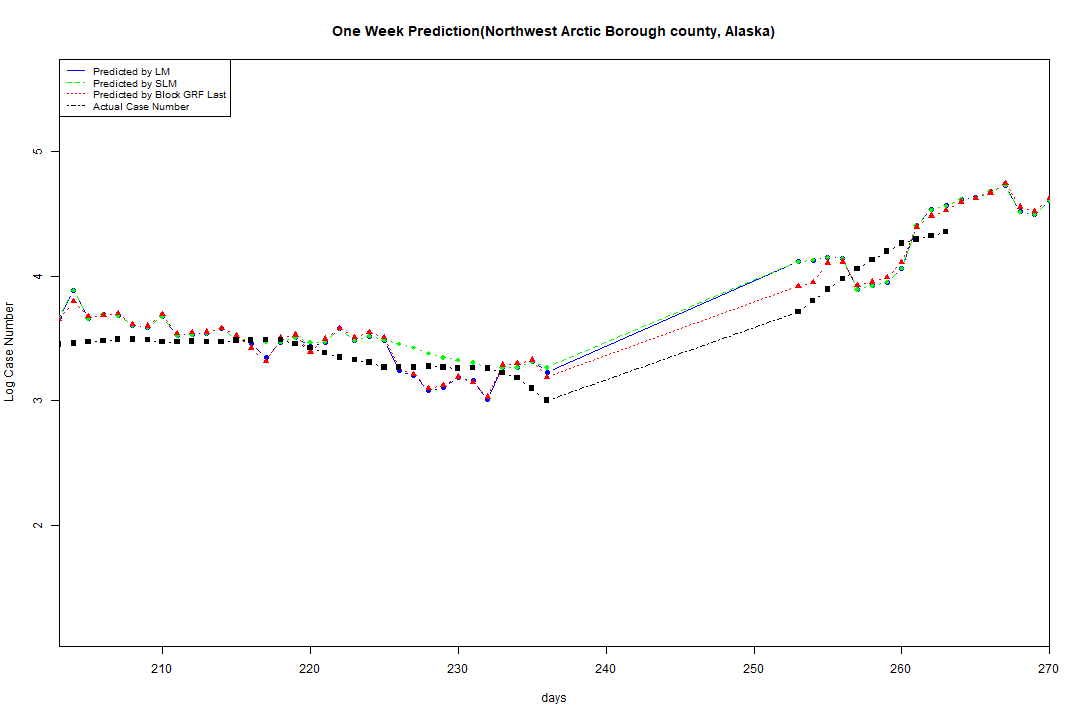 One Week Prediction(Northwest Arctic Borough county, Alaska)
Predicted by LM
Predicted by SLM
Predicted by Block GRF Last
Actual Case Number
5
4
3
2
Log Case Number
210 220 230 240 250 260 270
days